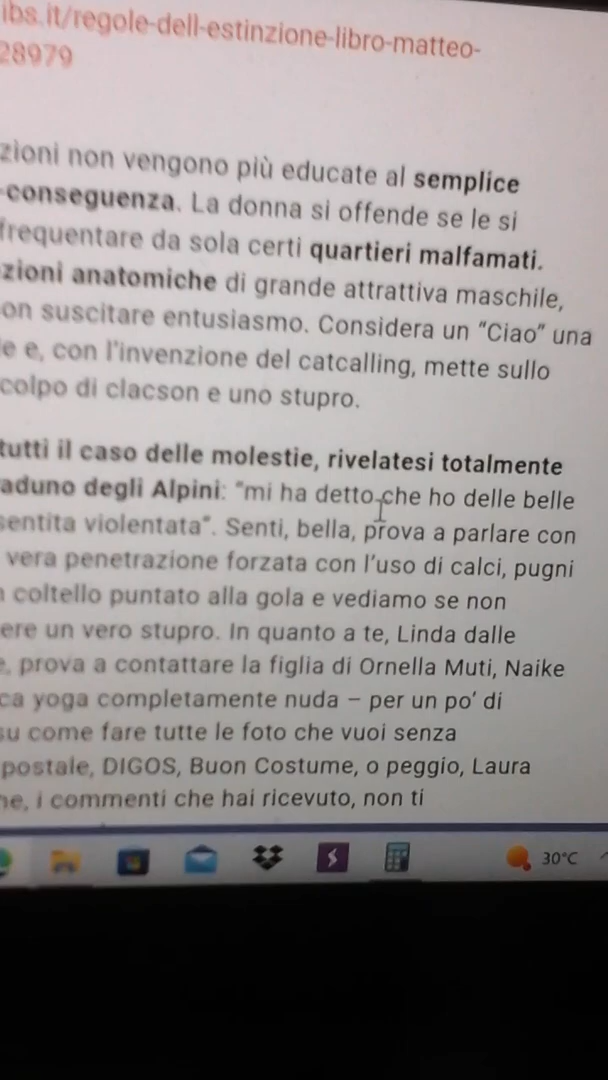 ibs.it/regole-dell-estinzione-libro-matteo-
28979
zioni non vengono più educate al semplice
-conseguenza. La donna si offende se le si
frequentare da sola certi quartieri malfamati.
zioni anatomiche di grande attrattiva maschile,
on suscitare entusiasmo. Considera un “Ciao” una
le e, con l’invenzione del catcalling, mette sullo
colpo di clacson e uno stupro.
tutti il caso delle molestie, rivelatesi totalmente
aduno degli Alpini: “mi ha detto che ho delle belle
sentita violentata”. Senti, bella, prova a parlare con
vera penetrazione forzata con l’uso di calci, pugni
n coltello puntato alla gola e vediamo se non
ere un vero stupro. In quanto a te, Linda dalle
e, prova a contattare la figlia di Ornella Muti, Naike
ca yoga completamente nuda – per un po’ di
su come fare tutte le foto che vuoi senza
postale, DIGOS, Buon Costume, o peggio, Laura
ne, i commenti che hai ricevuto, non ti
30°C